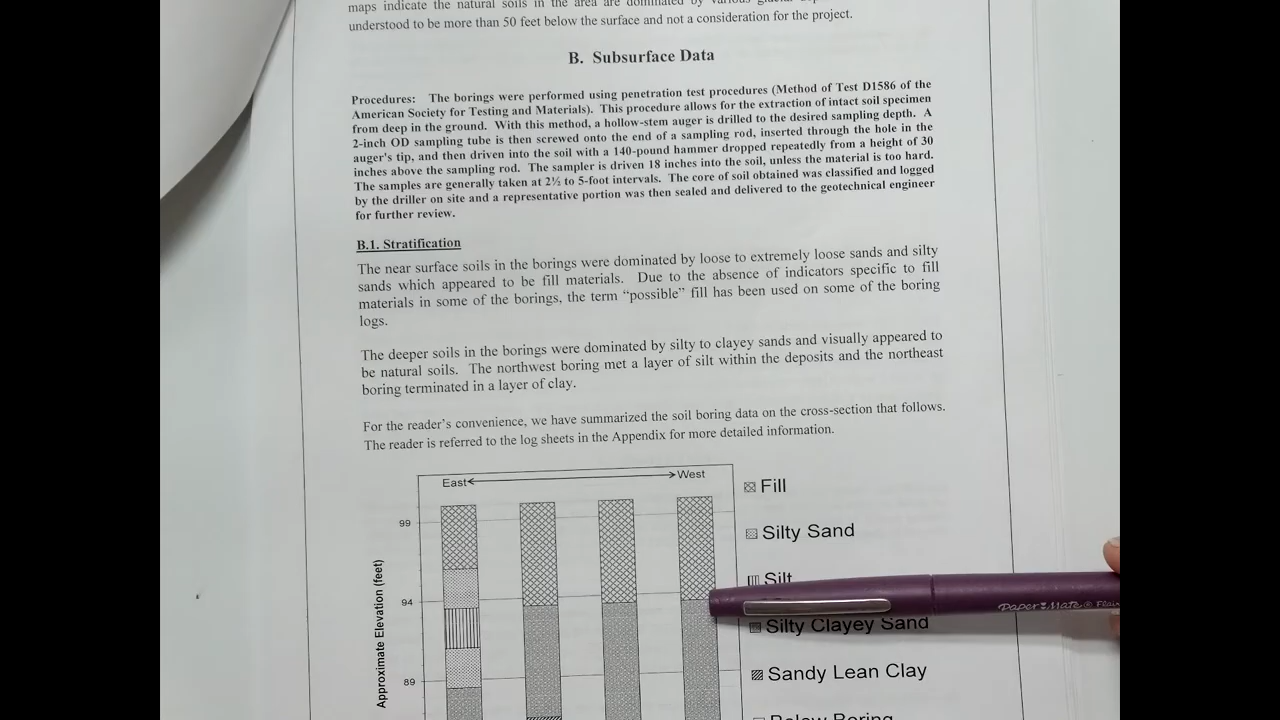 maps indicate the natural soils in the area are dominated by various glacial
understood to be more than 50 feet below the surface and not a consideration for the project.
B. Subsurface Data
Procedures: The borings were performed using penetration test procedures (Method of Test D1586 of the
American Society for Testing and Materials). This procedure allows for the extraction of intact soil specimen
from deep in the ground. With this method, a hollow-stem auger is drilled to the desired sampling depth. A
2-inch OD sampling tube is then screwed onto the end of a sampling rod, inserted through the hole in the
auger's tip, and then driven into the soil with a 140-pound hammer dropped repeatedly from a height of 30
inches above the sampling rod. The sampler is driven 18 inches into the soil, unless the material is too hard.
The samples are generally taken at 2½ to 5-foot intervals. The core of soil obtained was classified and logged
by the driller on site and a representative portion was then sealed and delivered to the geotechnical engineer
for further review.
B.1. Stratification
The near surface soils in the borings were dominated by loose to extremely loose sands and silty
sands which appeared to be fill materials. Due to the absence of indicators specific to fill
materials in some of the borings, the term “possible” fill has been used on some of the boring
logs.
The deeper soils in the borings were dominated by silty to clayey sands and visually appeared to
be natural soils. The northwest boring met a layer of silt within the deposits and the northeast
boring terminated in a layer of clay.
For the reader's convenience, we have summarized the soil boring data on the cross-section that follows.
The reader is referred to the log sheets in the Appendix for more detailed information.
East West
Fill
99
Silty Sand
Silt
94
Silty Clayey Sand
Sandy Lean Clay
89
Below Boring
Approximate Elevation (feet)
Paper Mate® Flair